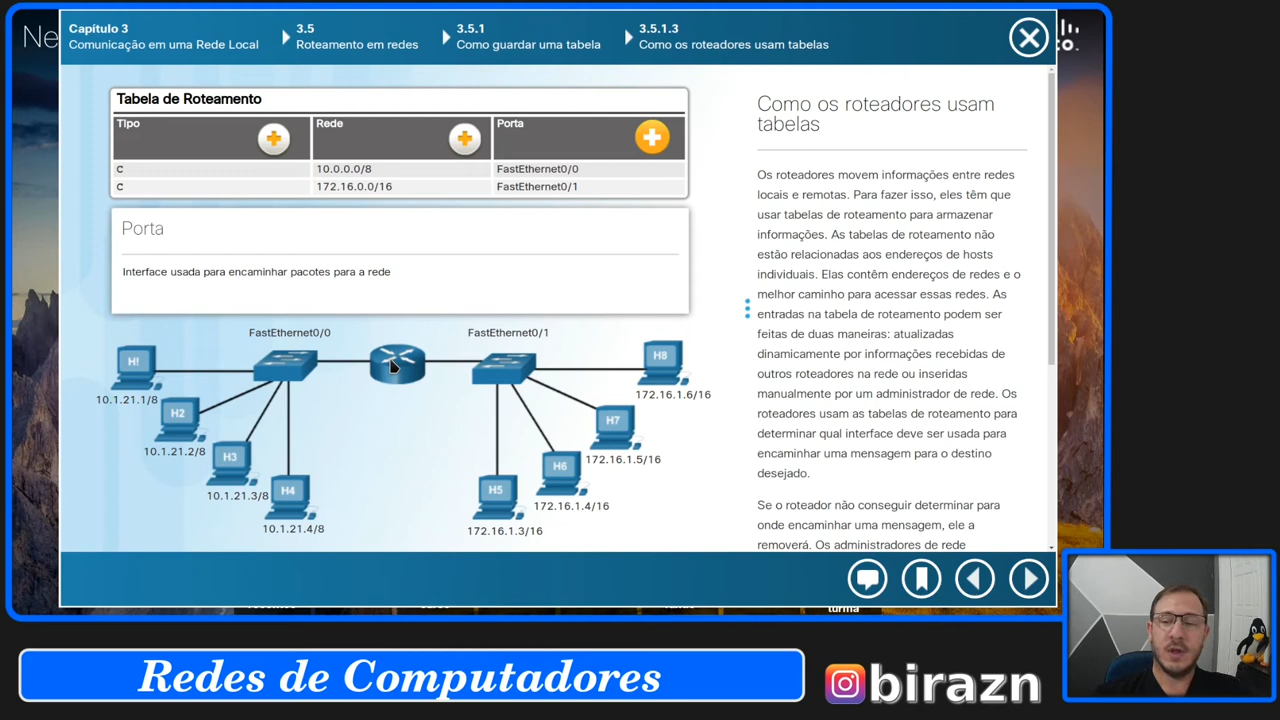 Ne
Capítulo 3
Comunicação em uma Rede Local
3.5
Roteamento em redes
3.5.1
Como guardar uma tabela
3.5.1.3
Como os roteadores usam tabelas
Tabela de Roteamento
Tipo
Rede
Porta
C
10.0.0.0/8
FastEthernet0/0
C
172.16.0.0/16
FastEthernet0/1
Porta
Interface usada para encaminhar pacotes para a rede
FastEthernet0/0
FastEthernet0/1
H!
10.1.21.1/8
H2
10.1.21.2/8
H3
10.1.21.3/8
H4
10.1.21.4/8
H5
172.16.1.3/16
H6
172.16.1.4/16
H7
172.16.1.5/16
H8
172.16.1.6/16
Como os roteadores usam
tabelas
Os roteadores movem informações entre redes
locais e remotas. Para fazer isso, eles têm que
usar tabelas de roteamento para armazenar
informações. As tabelas de roteamento não
estão relacionadas aos endereços de hosts
individuais. Elas contêm endereços de redes e o
melhor caminho para acessar essas redes. As
entradas na tabela de roteamento podem ser
feitas de duas maneiras: atualizadas
dinamicamente por informações recebidas de
outros roteadores na rede ou inseridas
manualmente por um administrador de rede. Os
roteadores usam as tabelas de roteamento para
determinar qual interface deve ser usada para
encaminhar uma mensagem para o destino
desejado.
Se o roteador não conseguir determinar para
onde encaminhar uma mensagem, ele a
removerá. Os administradores de rede
turma
Redes de Computadores
birazn